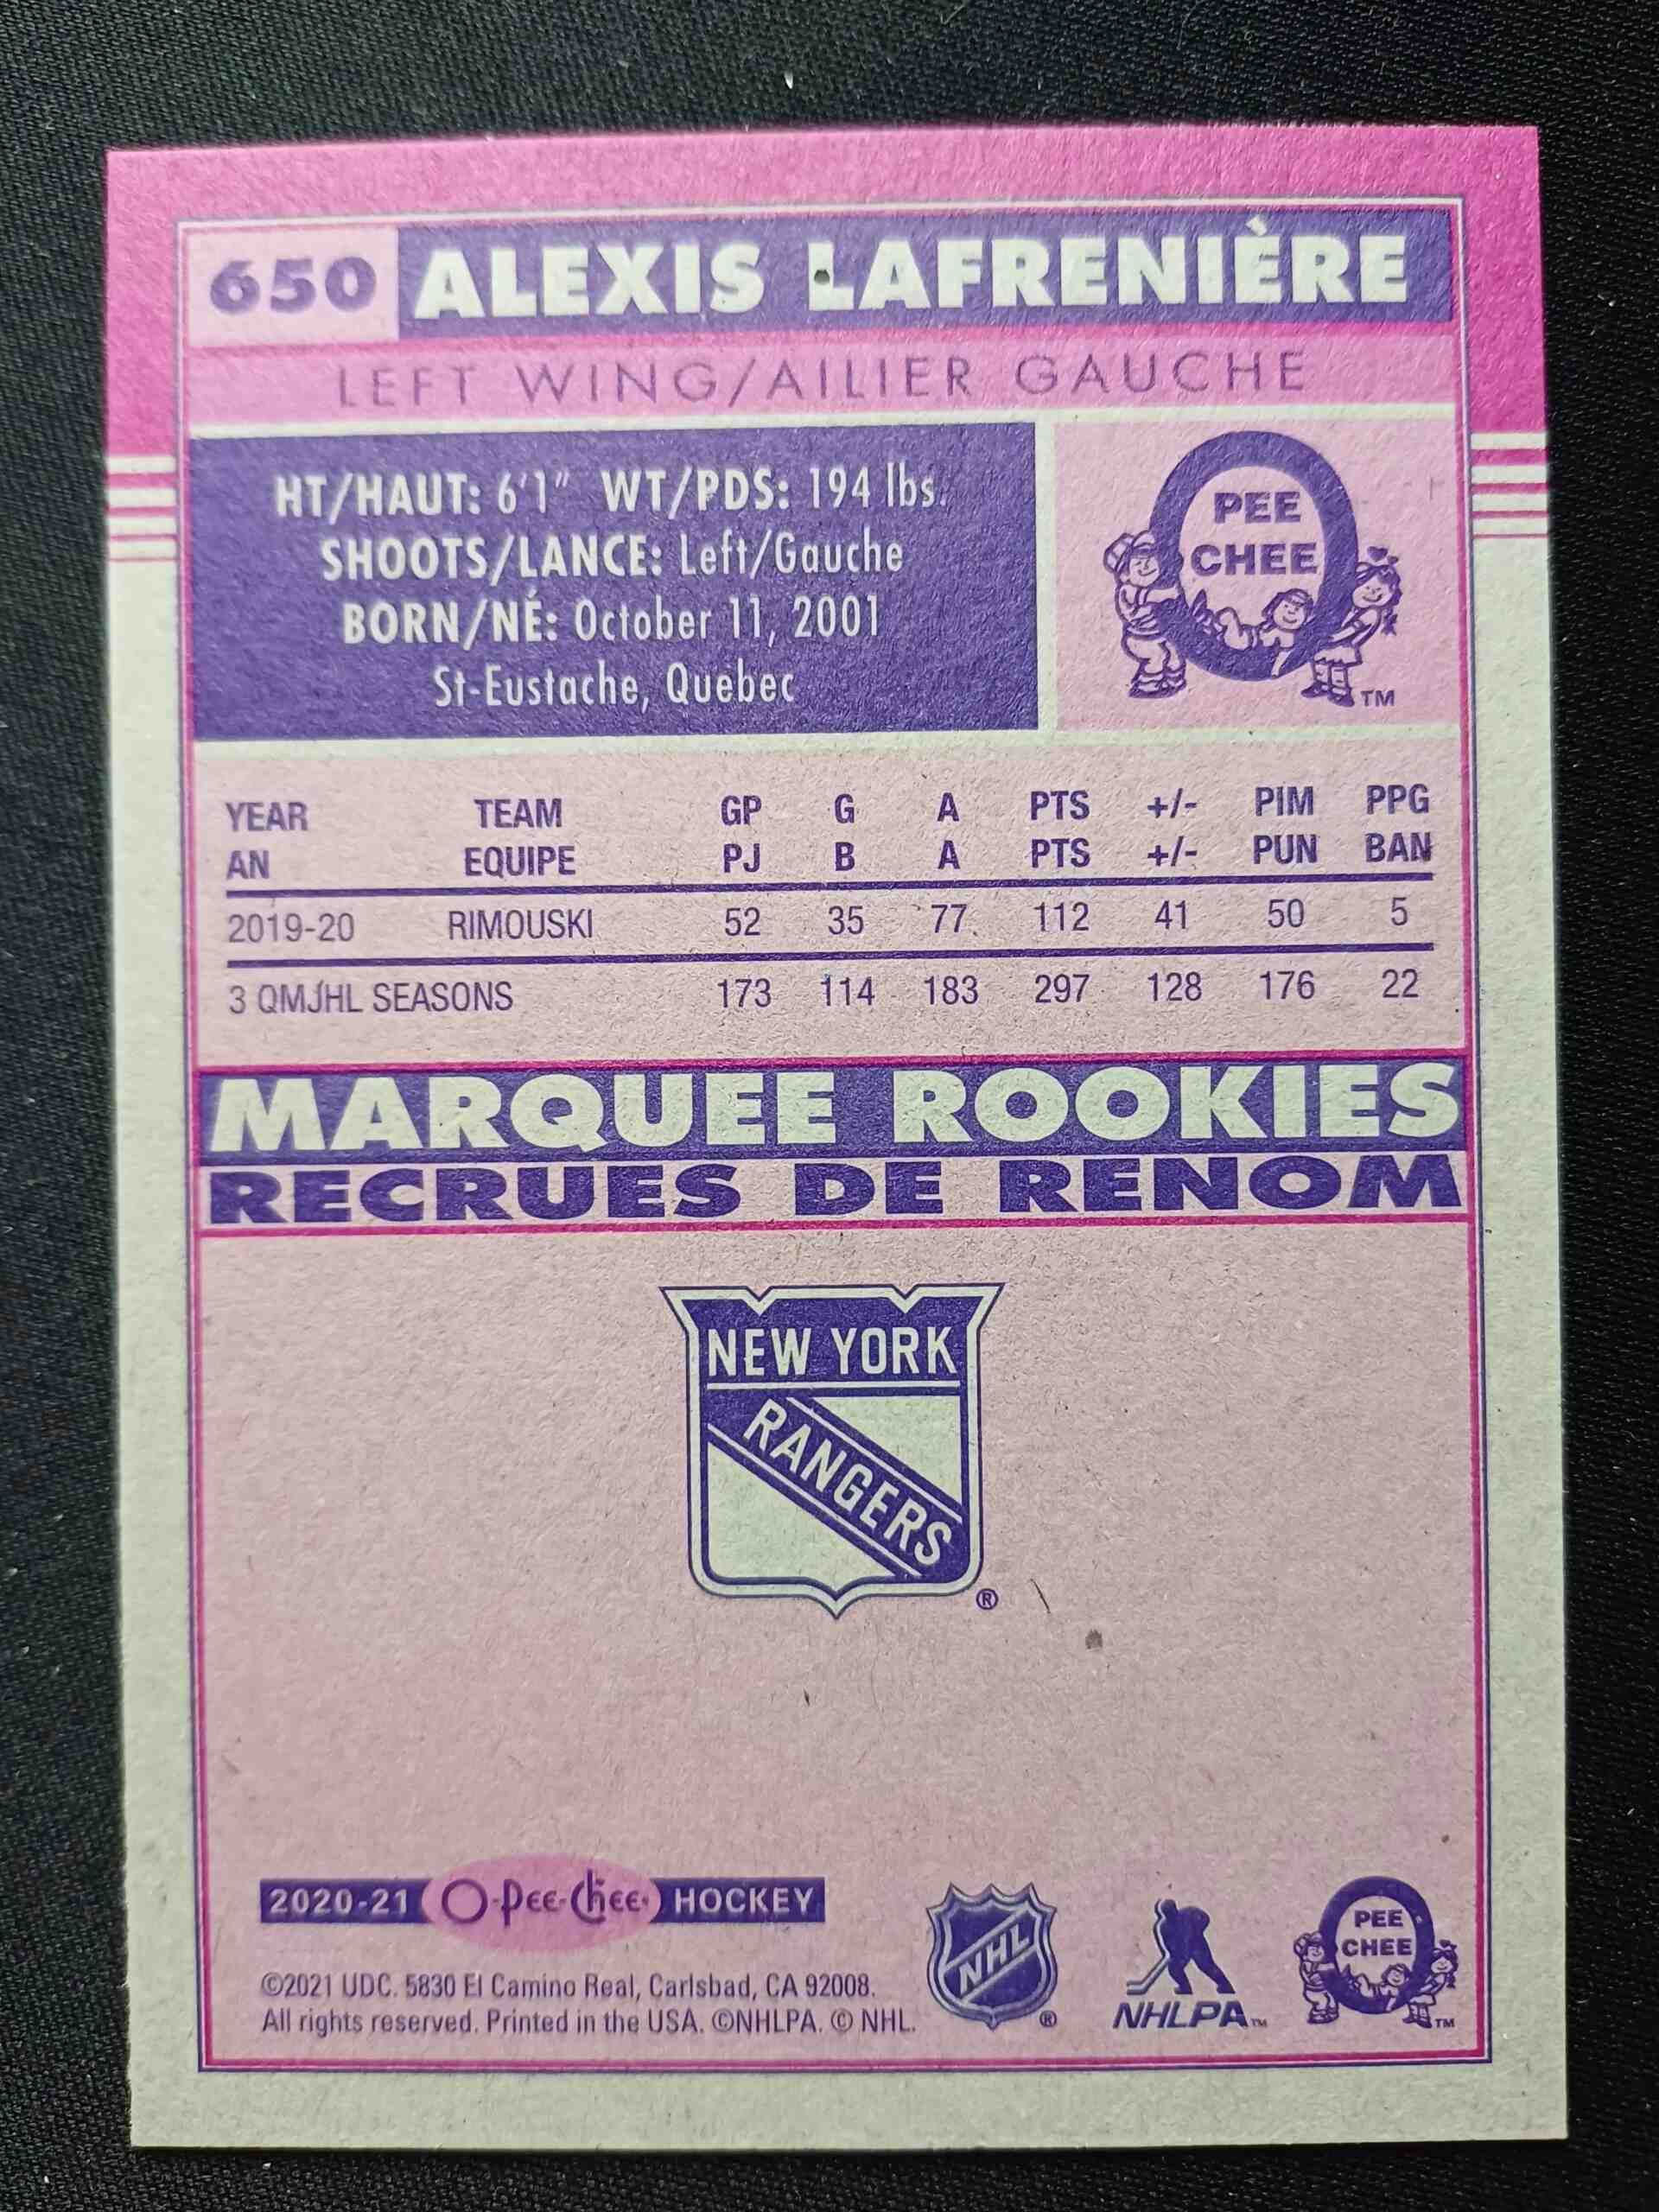 650 ALEXIS LAFRENIÈRE
LEFT WING/AILIER GAUCHE
HT/HAUT: 6'1" WT/PDS: 194 lbs.
SHOOTS/LANCE: Left/Gauche
BORN/NÉ: October 11, 2001
St-Eustache, Quebec
PEE
CHEE
TM
YEAR TEAM GP G A PTS +/- PIM PPG
AN EQUIPE PJ B A PTS +/- PUN BAN
2019-20 RIMOUSKI 52 35 77 112 41 50 5
3 QMJHL SEASONS 173 114 183 297 128 176 22
MARQUEE ROOKIES
RECRUES DE RENOM
NEW YORK
RANGERS
®
2020-21 O-Pee-Chee HOCKEY
©2021 UDC. 5830 El Camino Real, Carlsbad, CA 92008.
All rights reserved. Printed in the USA. ©NHLPA. © NHL.
NHL
®
NHLPA™
PEE
CHEE
TM